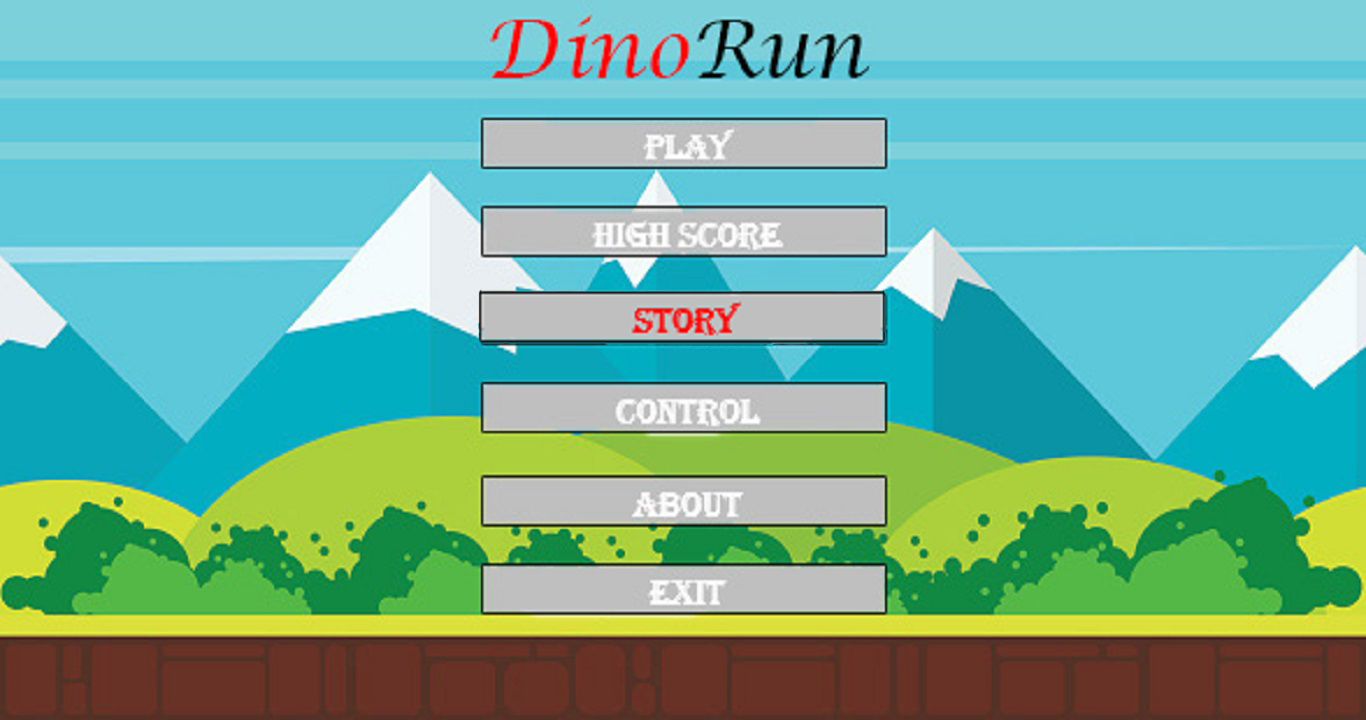 DinoRun
PLAY
HIGH SCORE
STORY
CONTROL
ABOUT
EXIT